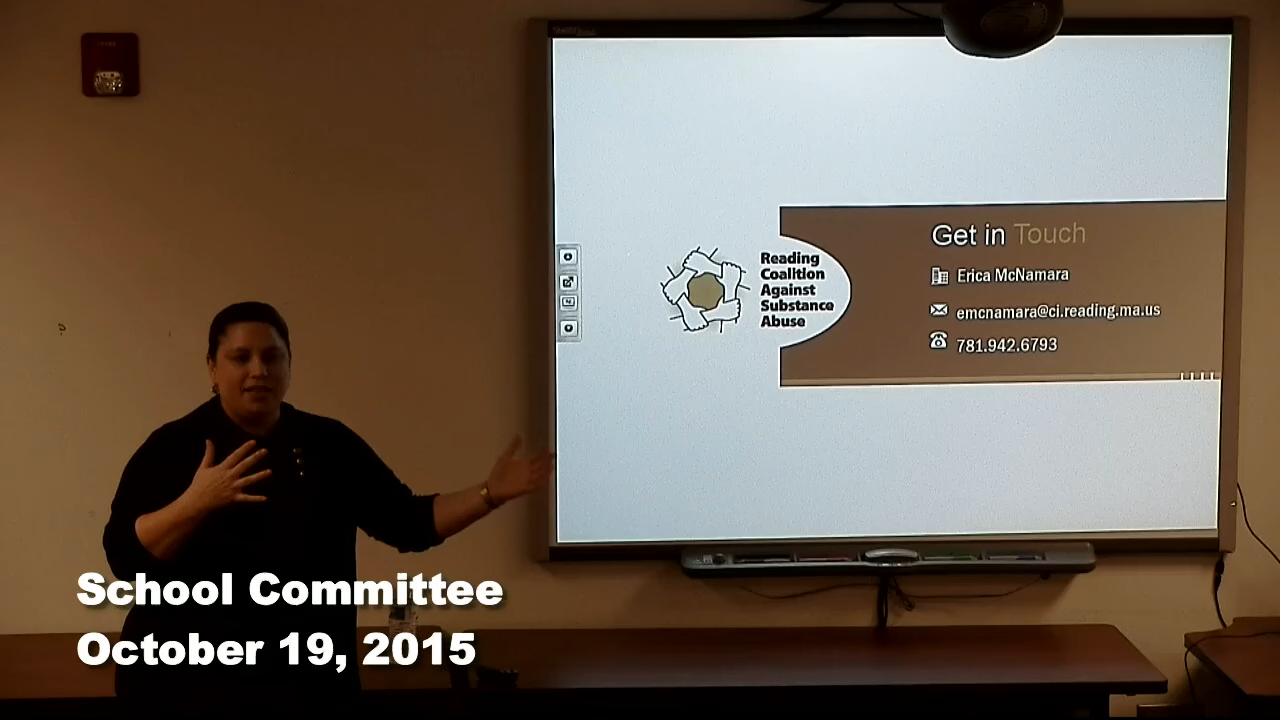 Get in Touch
Reading
Coalition
Against
Substance
Abuse
Erica McNamara
emcnamara@ci.reading.ma.us
781.942.6793
School Committee
October 19, 2015